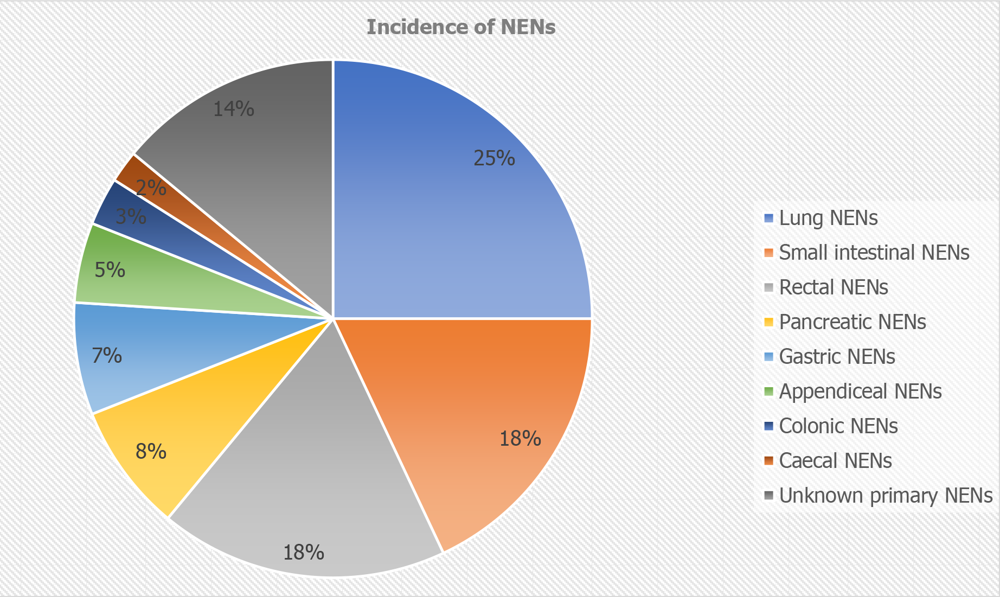 Incidence of NENs
14%
25%
2%
3%
5%
7%
8%
18%
18%
Lung NENs
Small intestinal NENs
Rectal NENs
Pancreatic NENs
Gastric NENs
Appendiceal NENs
Colonic NENs
Caecal NENs
Unknown primary NENs